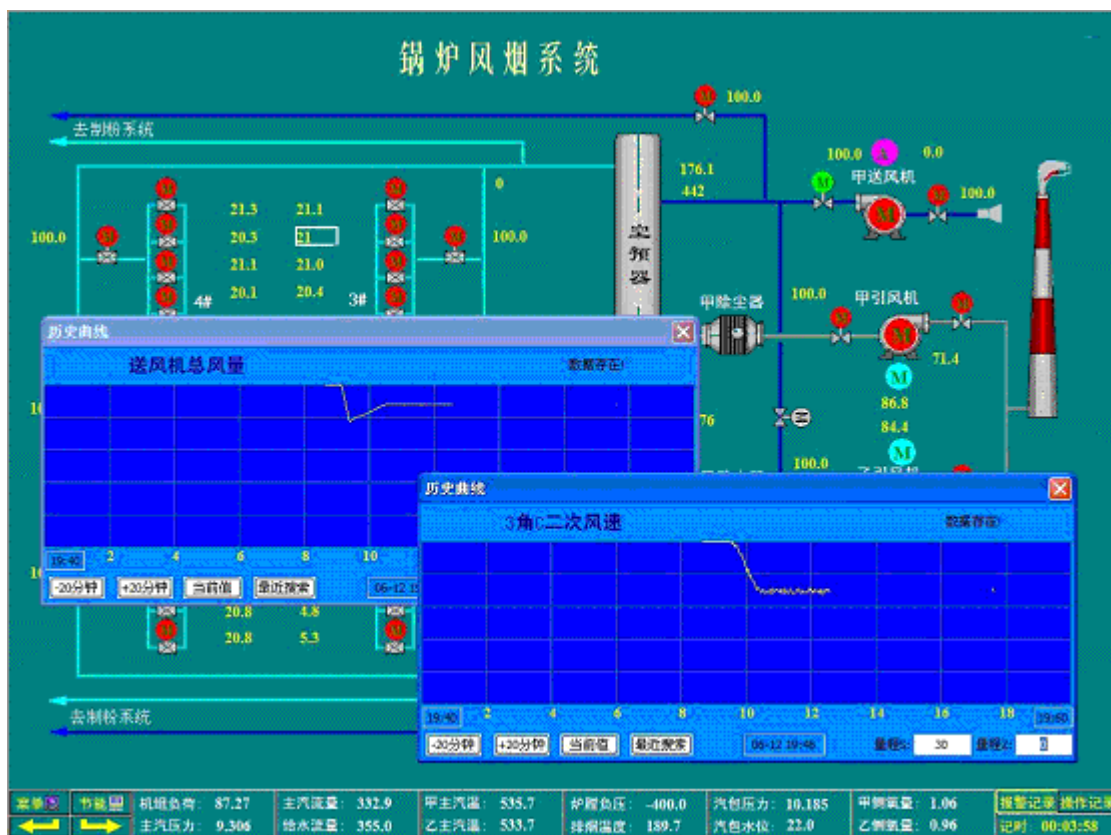 锅炉风烟系统
100.0
去制粉系统
176.1
442
100.0 0.0
甲送风机
100.0
0
21.3 21.1
100.0
20.3 21
100.0
21.1 21.0
20.1 20.4
4# 3#
空预器
甲除尘器
100.0
甲引风机
71.4
86.8
84.4
76
100.0
乙引风机
历史曲线
送风机总风量
数据存在!
19:40 2 4 6 8 10
-20分钟 +20分钟 当前值 最近搜索
历史曲线
3角C二次风速
数据存在!
19:40 2 4 6 8 10 12 14 16 18 19:60
-20分钟 +20分钟 当前值 最近搜索 06-12 19:46 30 0
20.8 4.8
20.8 5.3
去制粉系统
菜单 节能 机组负荷: 87.27 主汽流量: 332.9 甲主汽温: 535.7 炉膛负压: -400.0 汽包压力: 10.185 甲侧氧量: 1.06 报警记录 操作记录
主汽压力: 9.306 给水流量: 355.0 乙主汽温: 533.7 排烟温度: 189.7 汽包水位: 22.0 乙侧氧量: 0.96 记时 00:03:58